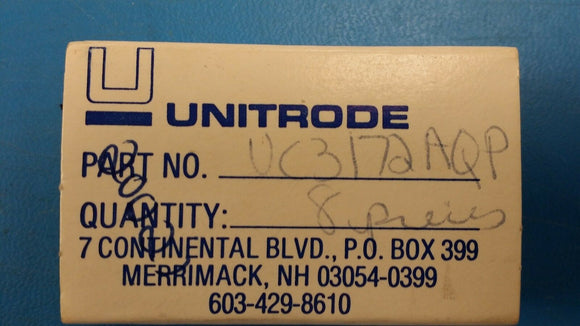 UNITRODE
PART NO. UC3172AQP
QUANTITY: 8 pieces
7 CONTINENTAL BLVD., P.O. BOX 399
MERRIMACK, NH 03054-0399
603-429-8610